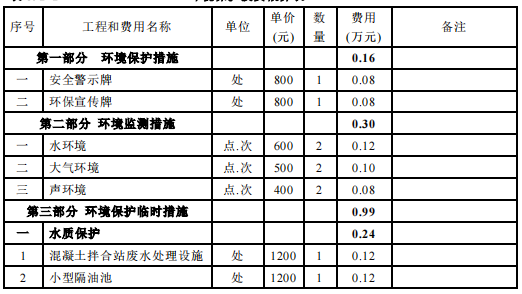 序号 工程和费用名称 单位 单价(元) 数量 费用(万元) 备注
第一部分 环境保护措施 0.16
一 安全警示牌 处 800 1 0.08
二 环保宣传牌 处 800 1 0.08
第二部分 环境监测措施 0.30
一 水环境 点.次 600 2 0.12
二 大气环境 点.次 500 2 0.10
三 声环境 点.次 400 2 0.08
第三部分 环境保护临时措施 0.99
一 水质保护 0.24
1 混凝土拌合站废水处理设施 处 1200 1 0.12
2 小型隔油池 处 1200 1 0.12